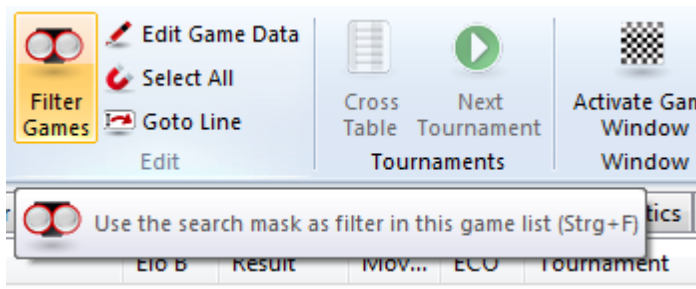 Edit Game Data
Select All
Filter Games
Goto Line
Edit
Cross Table
Next Tournament
Tournaments
Activate Gam
Window
Window
Use the search mask as filter in this game list (Strg+F)
tics
Elo B Result Mov... ECO Tournament